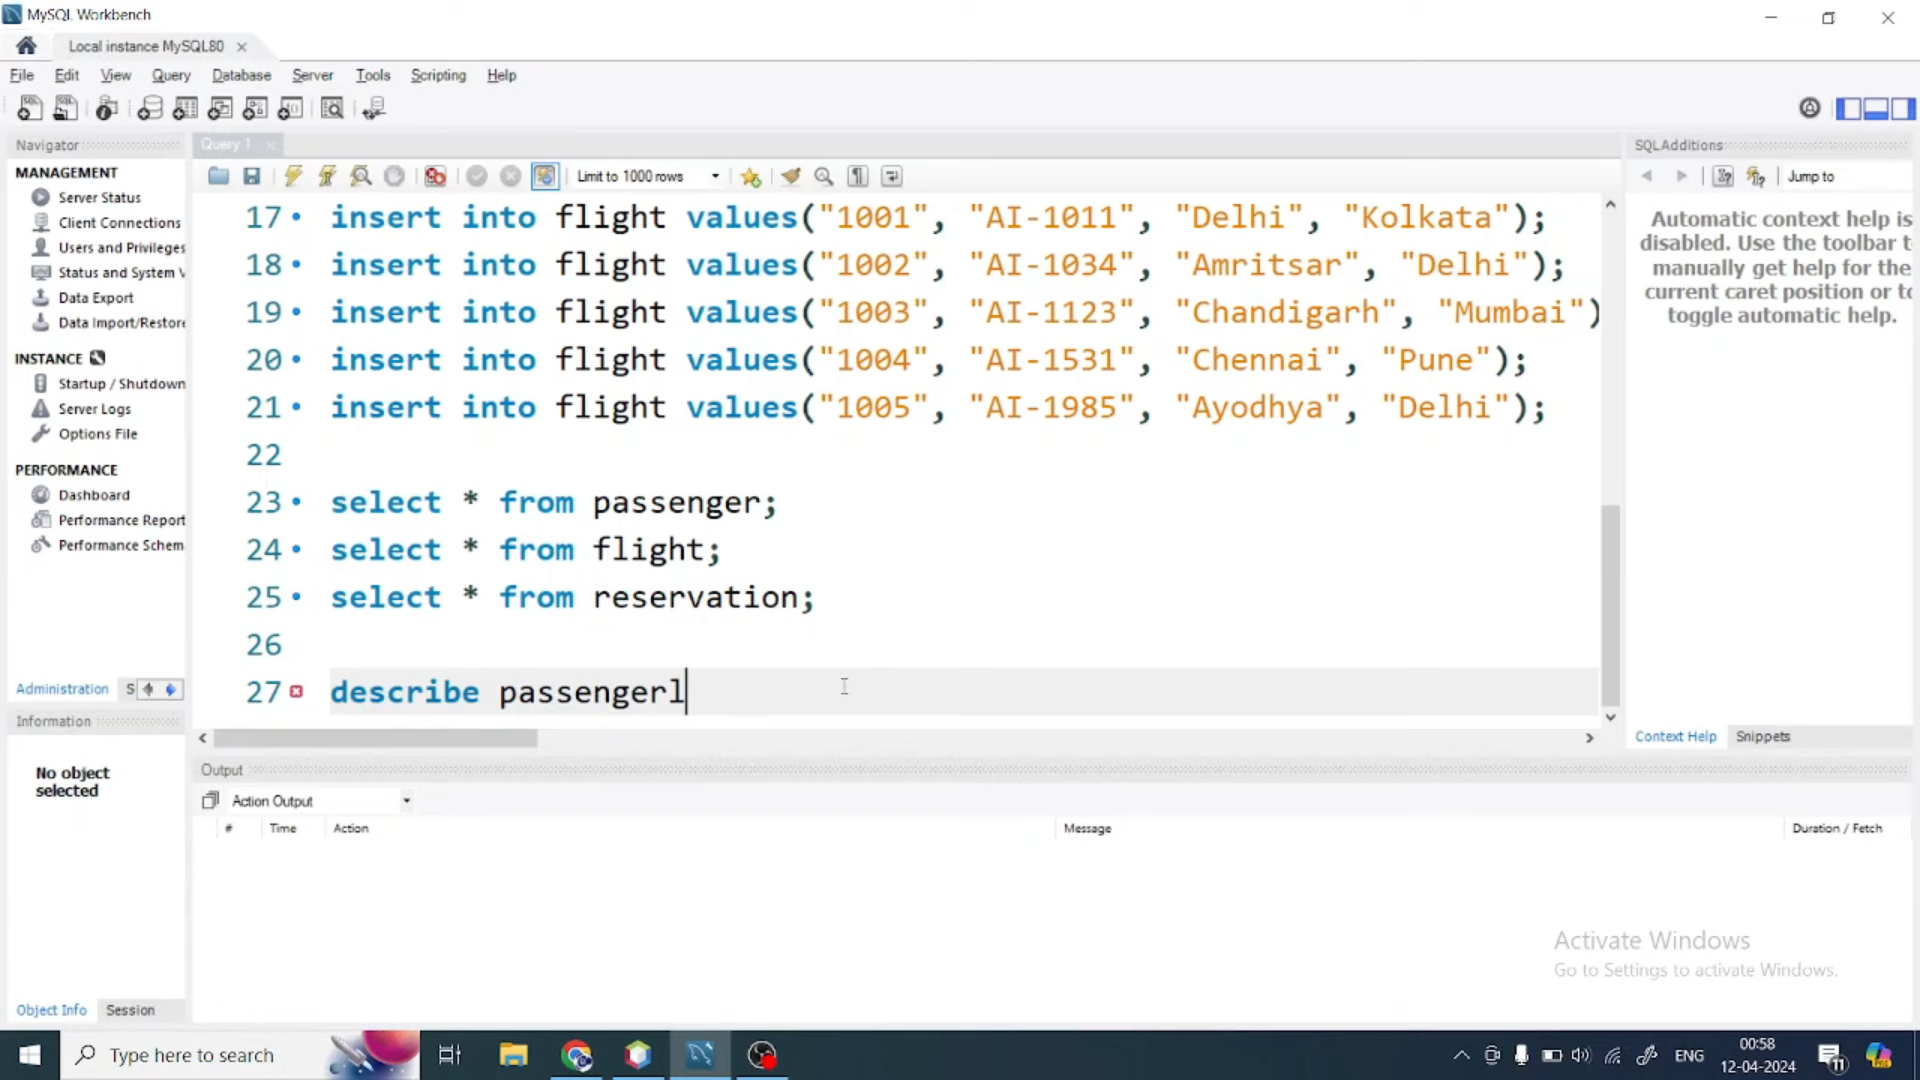 MySQL Workbench
Local instance MySQL80
File Edit View Query Database Server Tools Scripting Help
Navigator
MANAGEMENT
Server Status
Client Connections
Users and Privileges
Status and System V
Data Export
Data Import/Restore
INSTANCE
Startup / Shutdown
Server Logs
Options File
PERFORMANCE
Dashboard
Performance Report
Performance Schem
Administration S
Information
No object
selected
Object Info Session
Query 1
Limit to 1000 rows
17 insert into flight values("1001", "AI-1011", "Delhi", "Kolkata");
18 insert into flight values("1002", "AI-1034", "Amritsar", "Delhi");
19 insert into flight values("1003", "AI-1123", "Chandigarh", "Mumbai")
20 insert into flight values("1004", "AI-1531", "Chennai", "Pune");
21 insert into flight values("1005", "AI-1985", "Ayodhya", "Delhi");
22
23 select * from passenger;
24 select * from flight;
25 select * from reservation;
26
27 describe passengerl
SQLAdditions
Jump to
Automatic context help is
disabled. Use the toolbar t
manually get help for the
current caret position or to
toggle automatic help.
Context Help Snippets
Output
Action Output
# Time Action Message Duration / Fetch
Activate Windows
Go to Settings to activate Windows.
Type here to search
ENG
00:58
12-04-2024
11